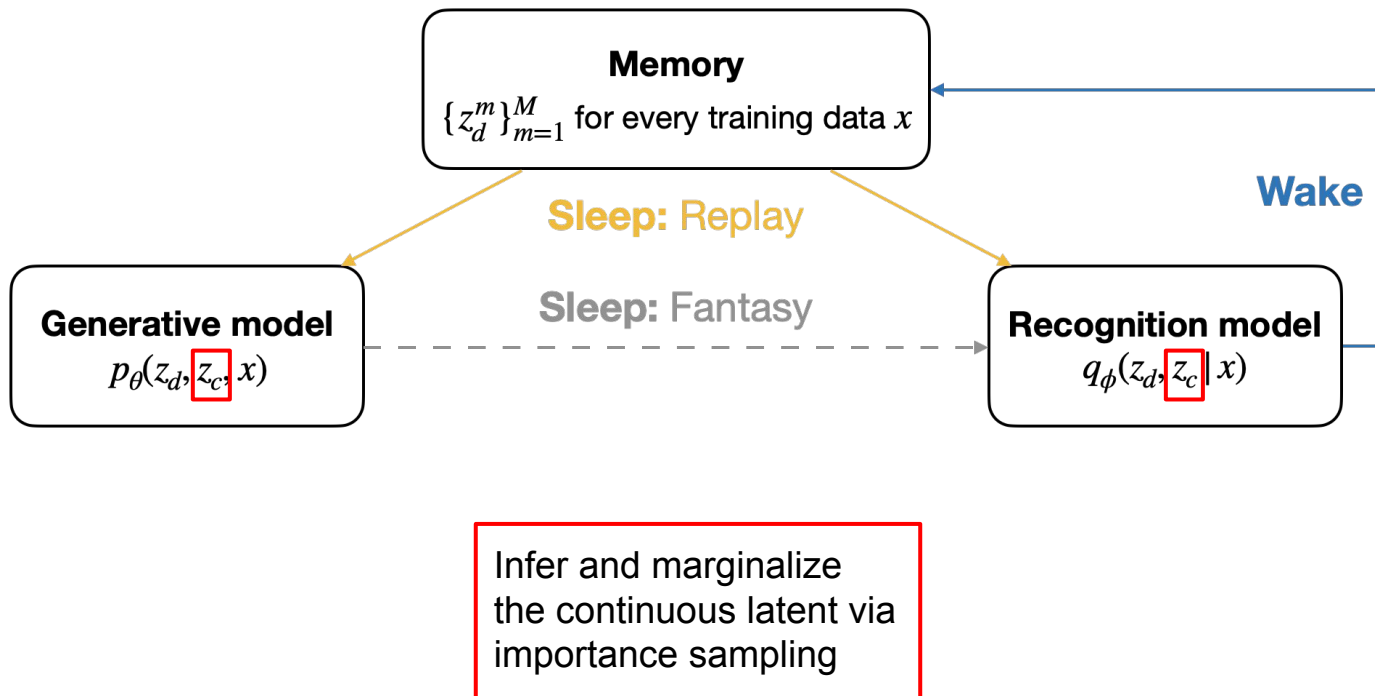 Memory
{z_d^m}_{m=1}^M for every training data x
Wake
Sleep: Replay
Sleep: Fantasy
Generative model
p_θ(z_d, z_c, x)
Recognition model
q_ϕ(z_d, z_c | x)
Infer and marginalize
the continuous latent via
importance sampling